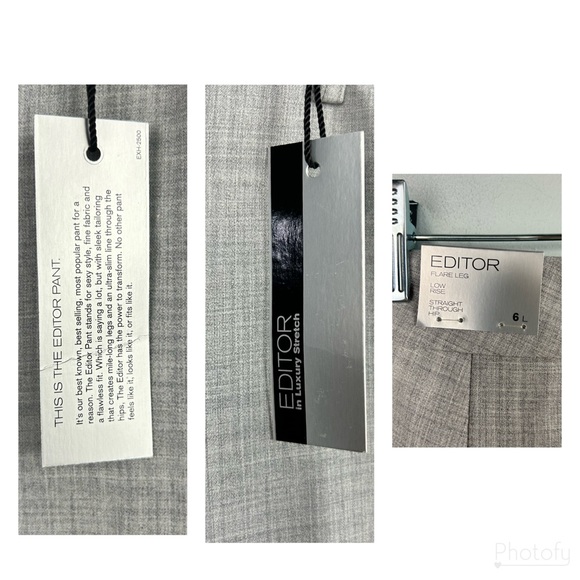 THIS IS THE EDITOR PANT.
It's our best known, best selling, most popular pant for a
reason. The Editor Pant stands for sexy style, fine fabric and
a flawless fit. Which is saying a lot, but with sleek tailoring
that creates mile-long legs and an ultra-slim line through the
hips, The Editor has the power to transform. No other pant
feels like it, looks like it, or fits like it.
EXH-2500
EDITOR
in Luxury Stretch
EDITOR
FLARE LEG
LOW
RISE
STRAIGHT
THROUGH
HIP
6 L
Photofy